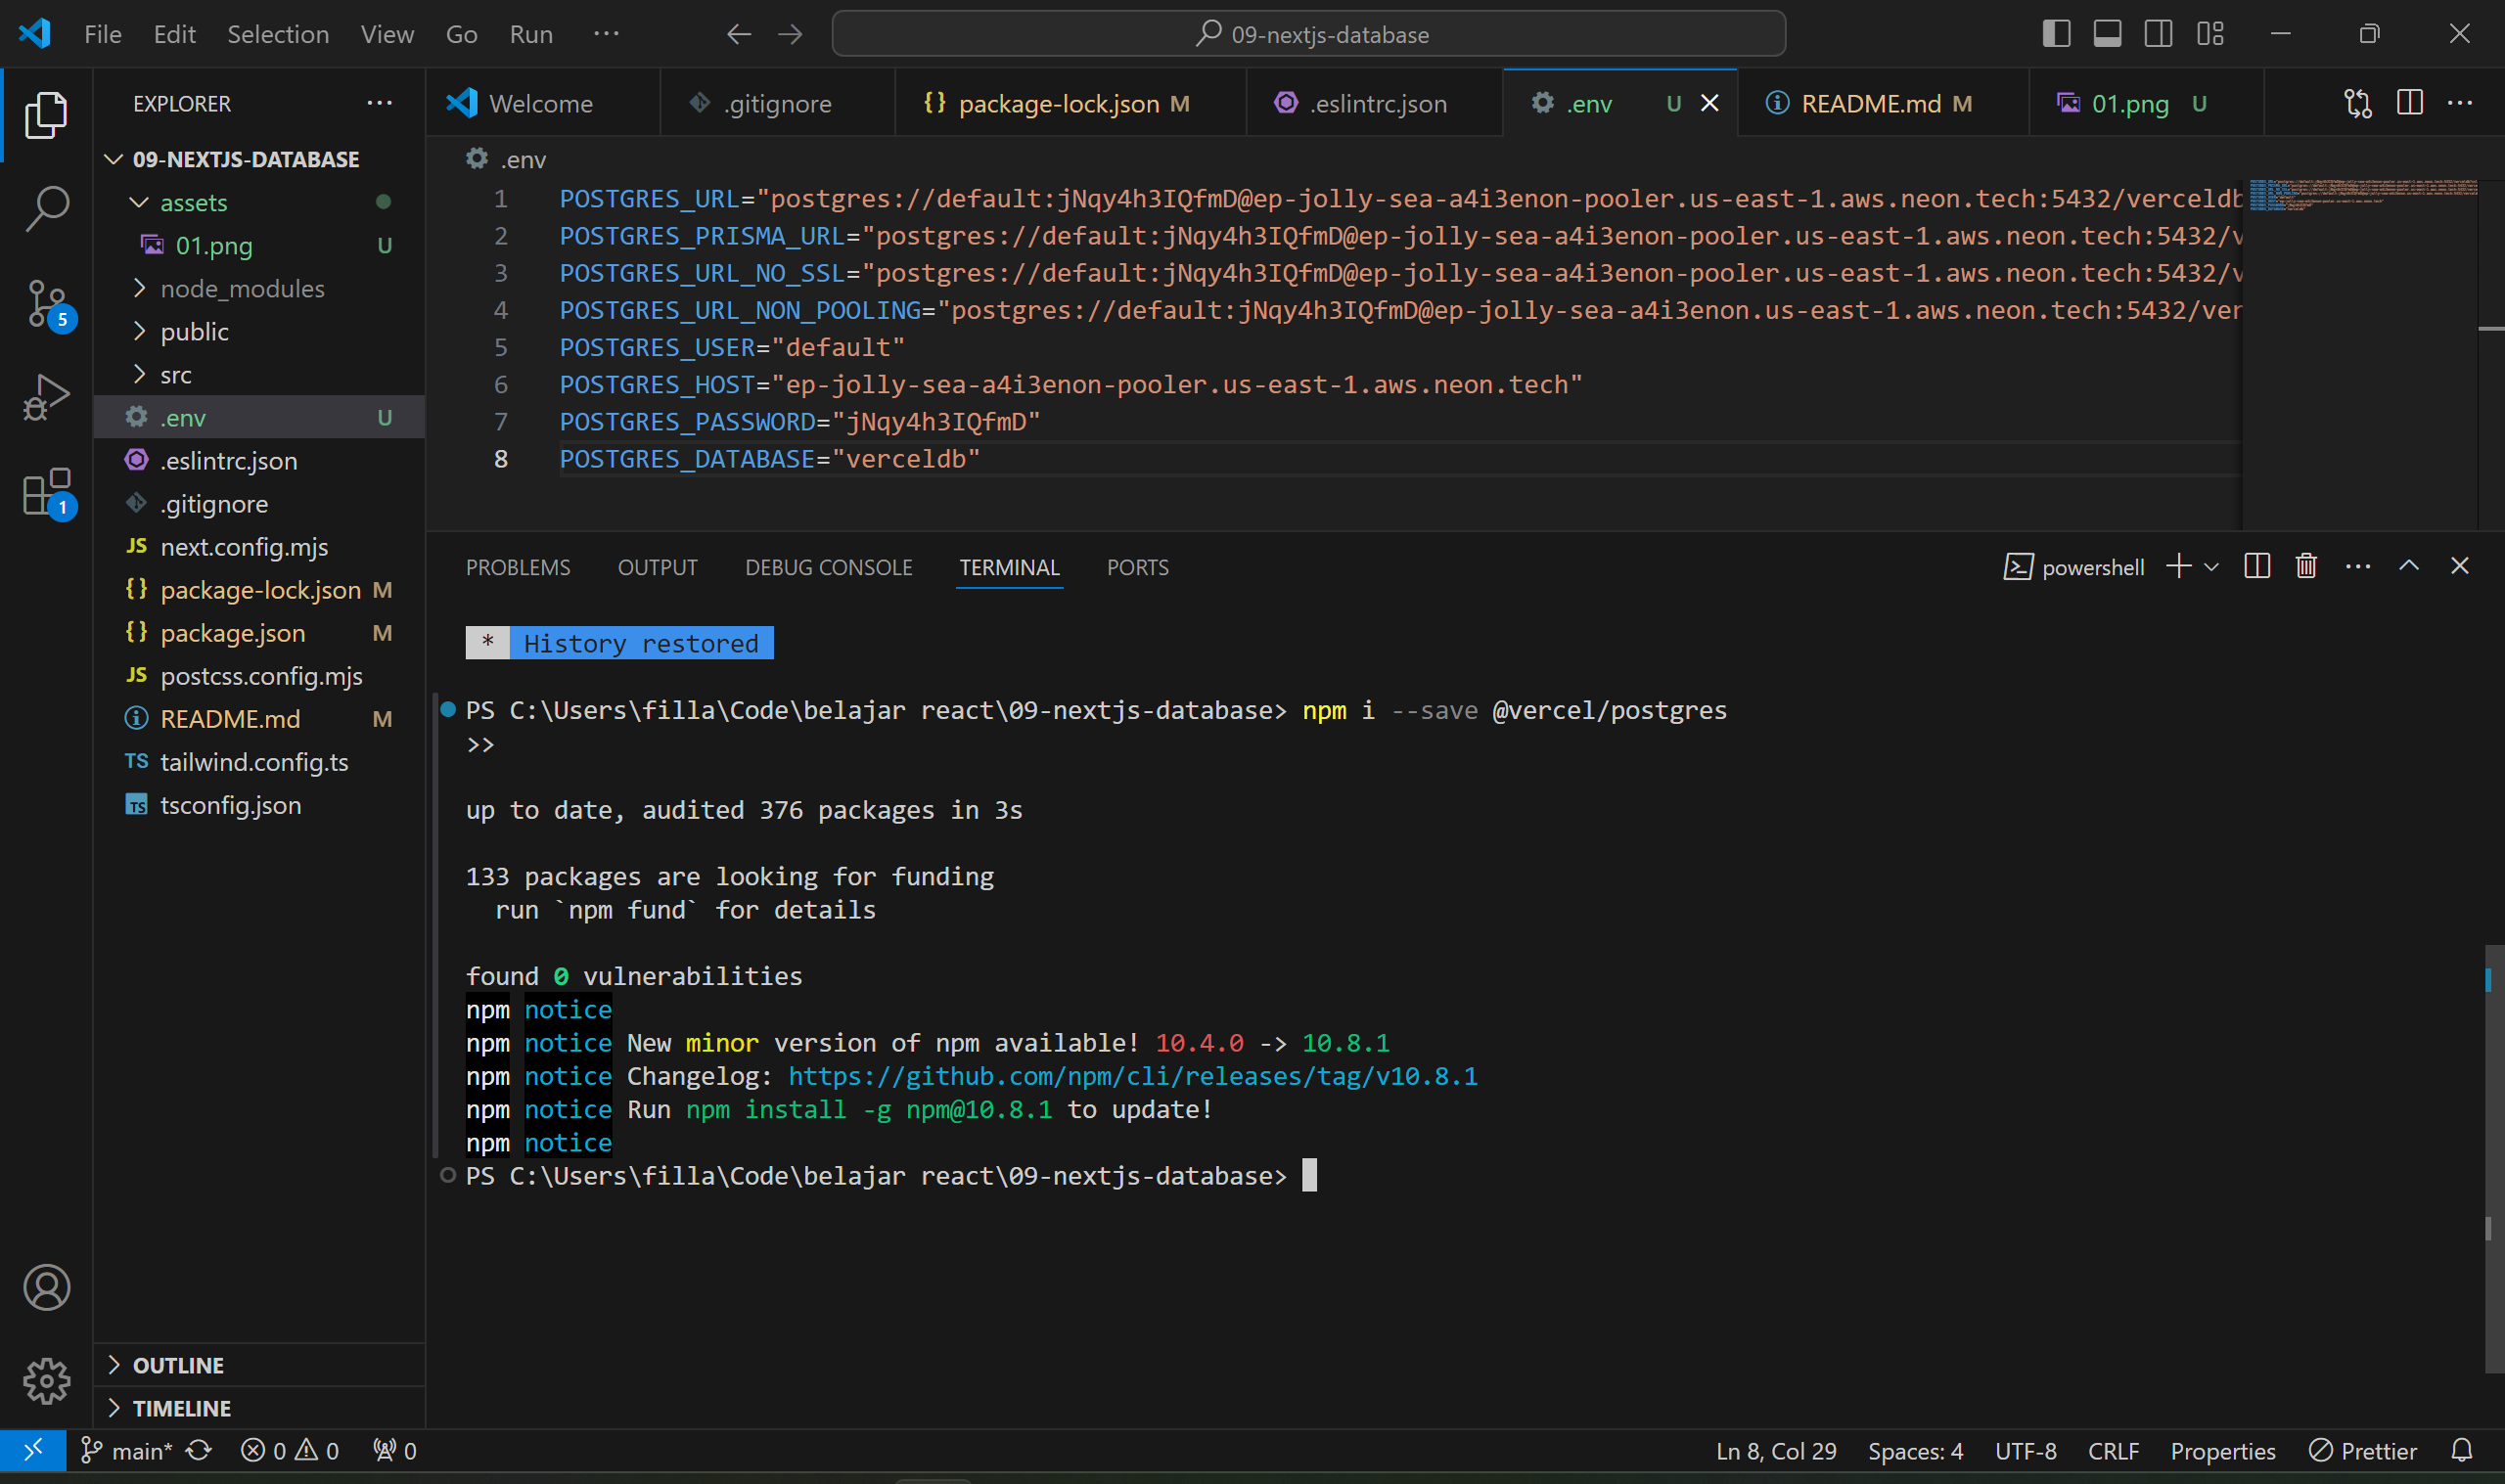 File Edit Selection View Go Run ··· 09-nextjs-database
EXPLORER ···
09-NEXTJS-DATABASE
assets
01.png U
node_modules
public
src
.env U
.eslintrc.json
.gitignore
JS next.config.mjs
{} package-lock.json M
{} package.json M
JS postcss.config.mjs
README.md M
TS tailwind.config.ts
TS tsconfig.json
OUTLINE
TIMELINE
5
1
Welcome .gitignore {} package-lock.json M .eslintrc.json .env U README.md M 01.png U ···
.env
1 POSTGRES_URL="postgres://default:jNqy4h3IQfmD@ep-jolly-sea-a4i3enon-pooler.us-east-1.aws.neon.tech:5432/verceldb
2 POSTGRES_PRISMA_URL="postgres://default:jNqy4h3IQfmD@ep-jolly-sea-a4i3enon-pooler.us-east-1.aws.neon.tech:5432/v
3 POSTGRES_URL_NO_SSL="postgres://default:jNqy4h3IQfmD@ep-jolly-sea-a4i3enon-pooler.us-east-1.aws.neon.tech:5432/v
4 POSTGRES_URL_NON_POOLING="postgres://default:jNqy4h3IQfmD@ep-jolly-sea-a4i3enon.us-east-1.aws.neon.tech:5432/ver
5 POSTGRES_USER="default"
6 POSTGRES_HOST="ep-jolly-sea-a4i3enon-pooler.us-east-1.aws.neon.tech"
7 POSTGRES_PASSWORD="jNqy4h3IQfmD"
8 POSTGRES_DATABASE="verceldb"
PROBLEMS OUTPUT DEBUG CONSOLE TERMINAL PORTS powershell ···
* History restored
PS C:\Users\filla\Code\belajar react\09-nextjs-database> npm i --save @vercel/postgres
>>
up to date, audited 376 packages in 3s
133 packages are looking for funding
run `npm fund` for details
found 0 vulnerabilities
npm notice
npm notice New minor version of npm available! 10.4.0 -> 10.8.1
npm notice Changelog: https://github.com/npm/cli/releases/tag/v10.8.1
npm notice Run npm install -g npm@10.8.1 to update!
npm notice
PS C:\Users\filla\Code\belajar react\09-nextjs-database>
main* 0 0 0 Ln 8, Col 29 Spaces: 4 UTF-8 CRLF Properties Prettier